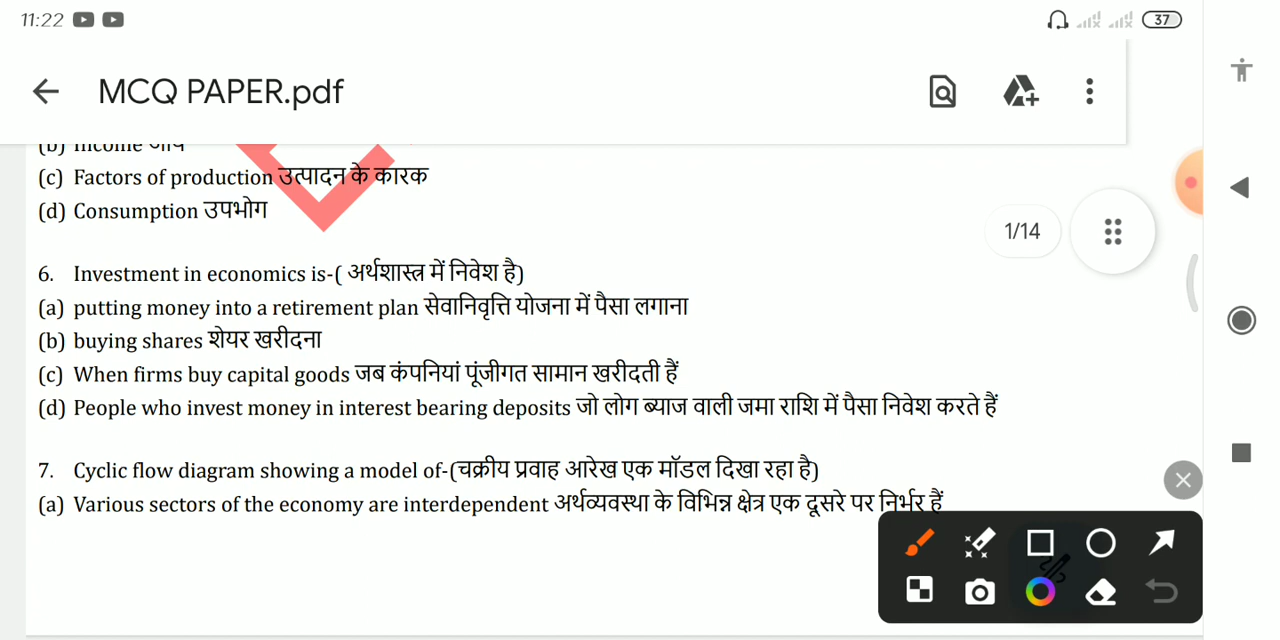 11:22
37
MCQ PAPER.pdf
(b) Income आय
(c) Factors of production उत्पादन के कारक
(d) Consumption उपभोग
1/14
6. Investment in economics is-( अर्थशास्त्र में निवेश है)
(a) putting money into a retirement plan सेवानिवृत्ति योजना में पैसा लगाना
(b) buying shares शेयर खरीदना
(c) When firms buy capital goods जब कंपनियां पूंजीगत सामान खरीदती हैं
(d) People who invest money in interest bearing deposits जो लोग ब्याज वाली जमा राशि में पैसा निवेश करते हैं
7. Cyclic flow diagram showing a model of-(चक्रीय प्रवाह आरेख एक मॉडल दिखा रहा है)
(a) Various sectors of the economy are interdependent अर्थव्यवस्था के विभिन्न क्षेत्र एक दूसरे पर निर्भर हैं